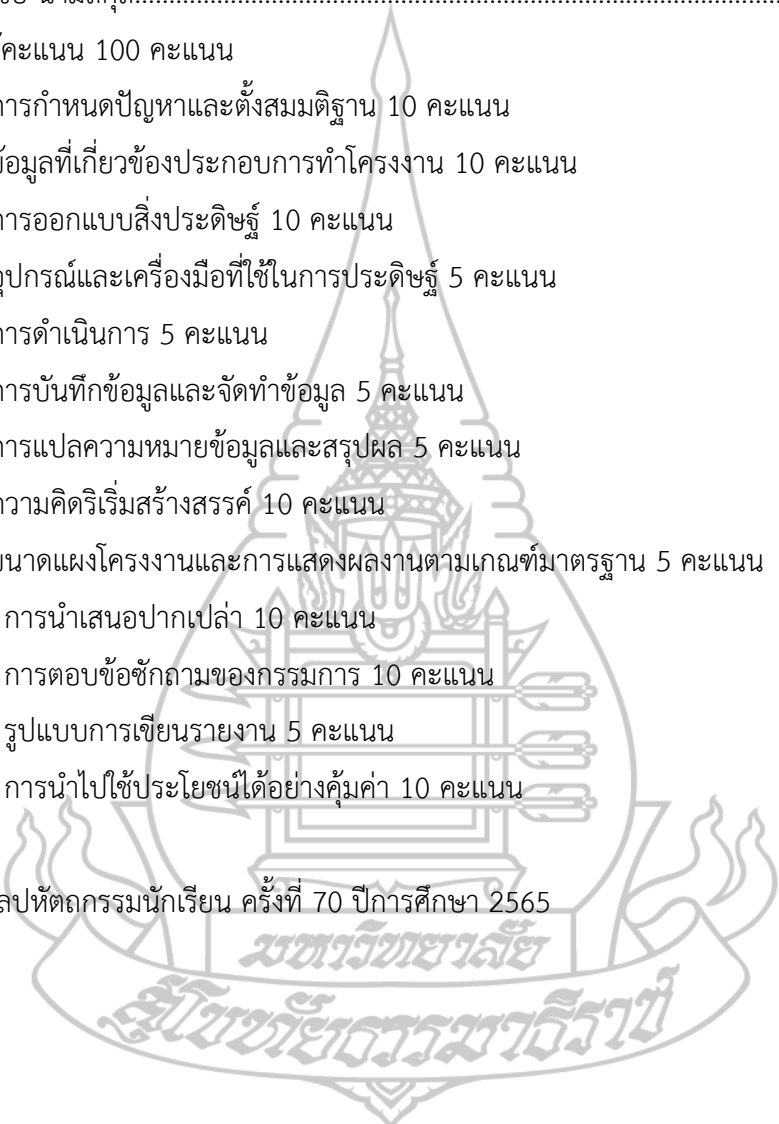 คะแนน 100 คะแนน
การกำหนดปัญหาและตั้งสมมติฐาน 10 คะแนน
ข้อมูลที่เกี่ยวข้องประกอบการทำโครงงาน 10 คะแนน
การออกแบบสิ่งประดิษฐ์ 10 คะแนน
อุปกรณ์และเครื่องมือที่ใช้ในการประดิษฐ์ 5 คะแนน
การดำเนินการ 5 คะแนน
การบันทึกข้อมูลและจัดทำข้อมูล 5 คะแนน
การแปลความหมายข้อมูลและสรุปผล 5 คะแนน
ความคิดริเริ่มสร้างสรรค์ 10 คะแนน
ขนาดแผงโครงงานและการแสดงผลงานตามเกณฑ์มาตรฐาน 5 คะแนน
การนำเสนอปากเปล่า 10 คะแนน
การตอบข้อซักถามของกรรมการ 10 คะแนน
รูปแบบการเขียนรายงาน 5 คะแนน
การนำไปใช้ประโยชน์ได้อย่างคุ้มค่า 10 คะแนน
ลปหัตถกรรมนักเรียน ครั้งที่ 70 ปีการศึกษา 2565
มหาวิทยาลัย
สุโขทัยธรรมาธิราช